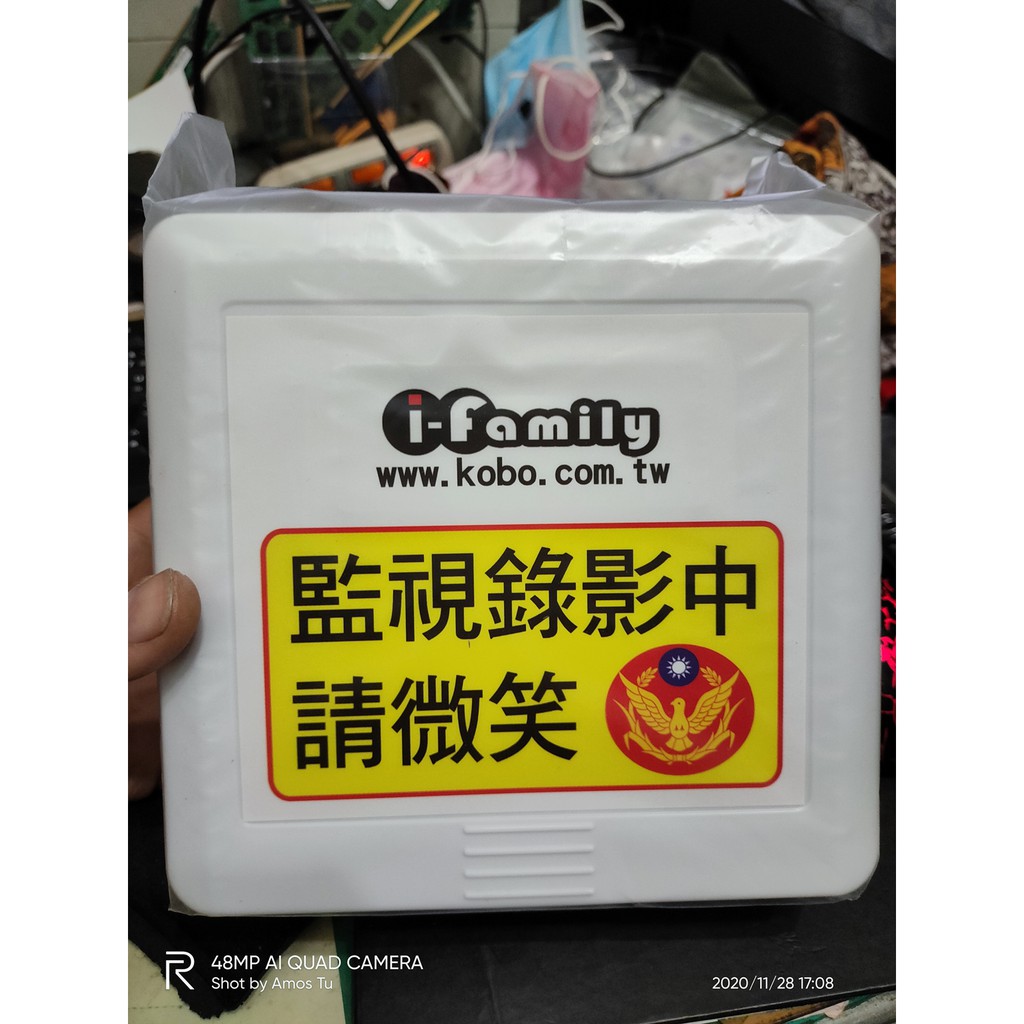 i-Family
www.kobo.com.tw
監視錄影中
請微笑
R
48MP AI QUAD CAMERA
Shot by Amos Tu
2020/11/28 17:08